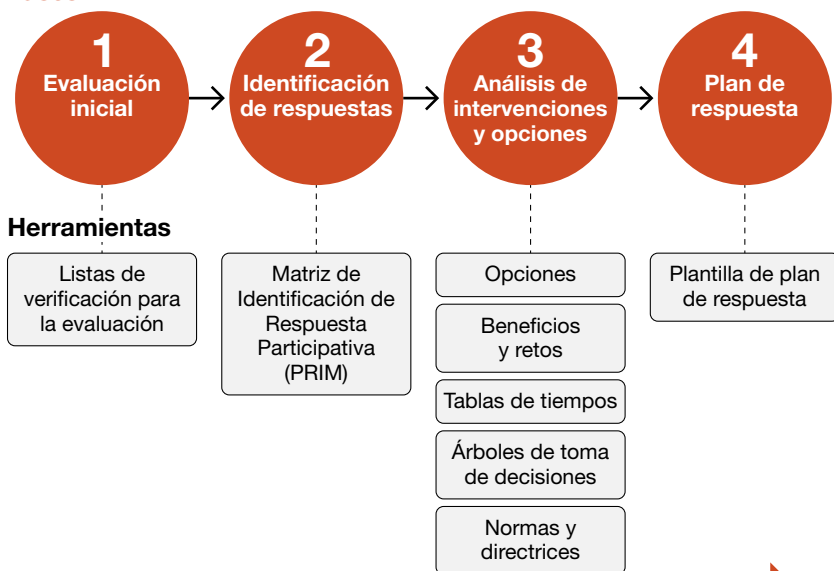 1
Evaluación
inicial
2
Identificación
de respuestas
3
Análisis de
intervenciones
y opciones
4
Plan de
respuesta
Herramientas
Listas de
verificación para
la evaluación
Matriz de
Identificación de
Respuesta
Participativa
(PRIM)
Opciones
Beneficios
y retos
Tablas de tiempos
Árboles de toma
de decisiones
Normas y
directrices
Plantilla de plan
de respuesta